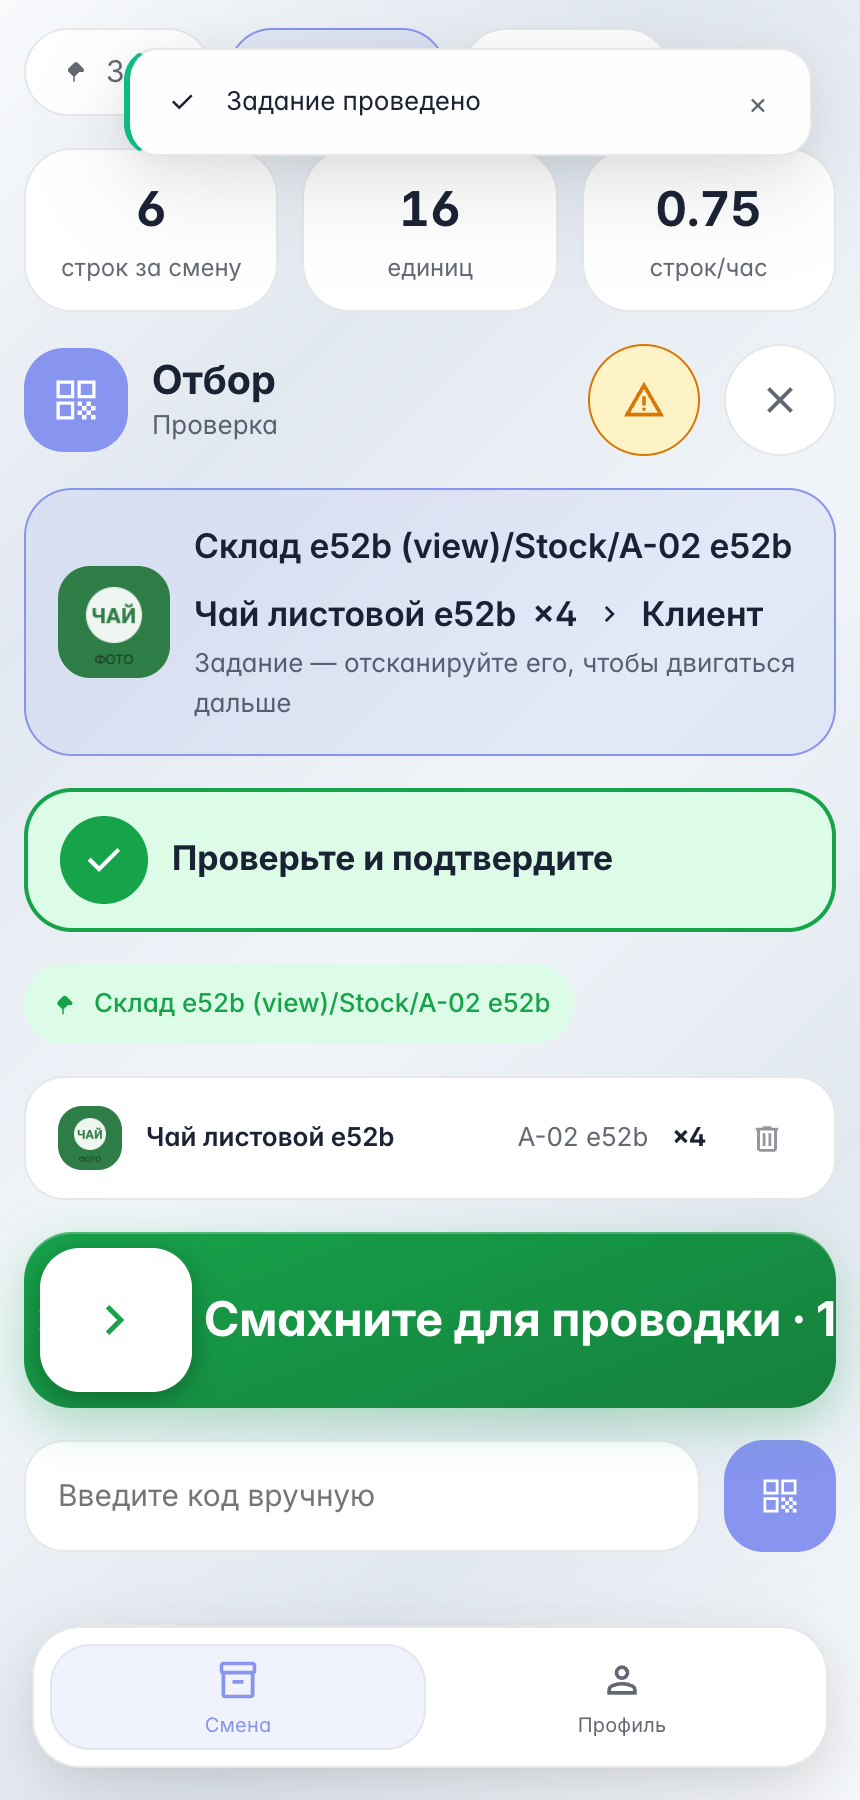 З
Задание проведено
6
строк за смену
16
единиц
0.75
строк/час
Отбор
Проверка
Склад e52b (view)/Stock/A-02 e52b
Чай листовой e52b ×4 › Клиент
ЧАЙ
ФОТО
Задание — отсканируйте его, чтобы двигаться
дальше
Проверьте и подтвердите
Склад e52b (view)/Stock/A-02 e52b
ЧАЙ
ФОТО
Чай листовой e52b A-02 e52b ×4
Смахните для проводки · 1
Введите код вручную
Смена
Профиль